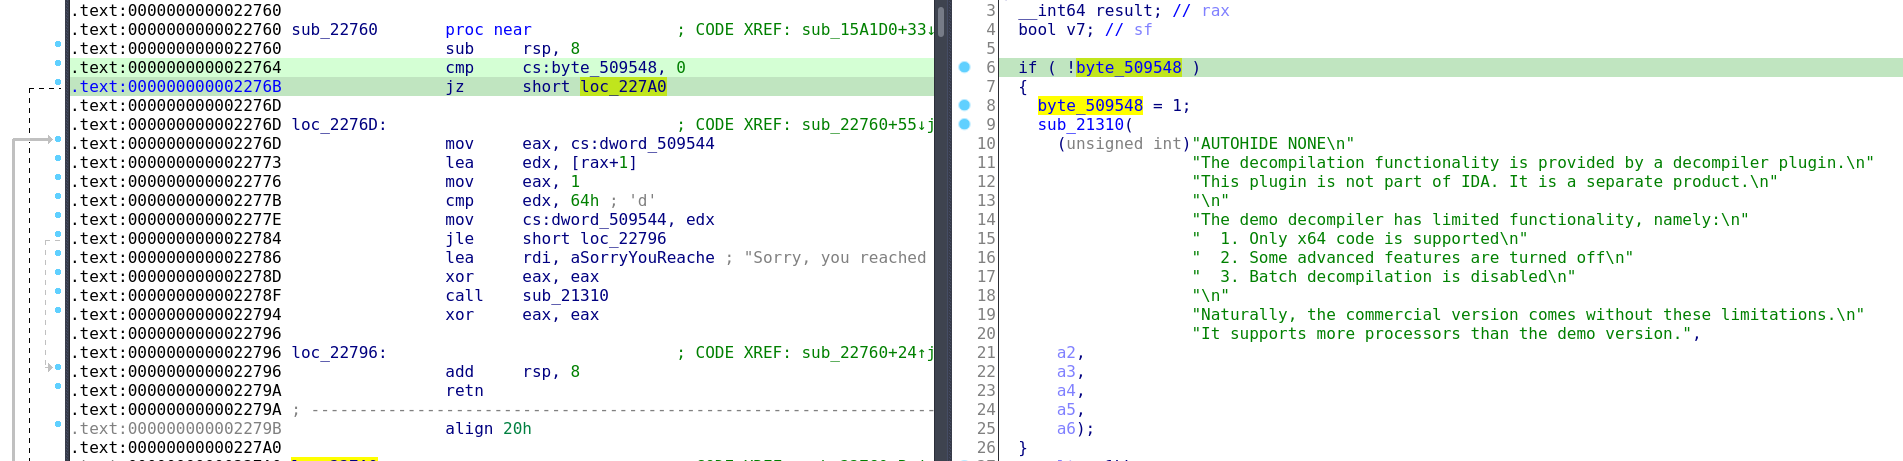 .text:0000000000022760
.text:0000000000022760 sub_22760       proc near               ; CODE XREF: sub_15A1D0+33↓
.text:0000000000022760                 sub     rsp, 8
.text:0000000000022764                 cmp     cs:byte_509548, 0
.text:000000000002276B                 jz      short loc_227A0
.text:000000000002276D
.text:000000000002276D loc_2276D:                              ; CODE XREF: sub_22760+55↓j
.text:000000000002276D                 mov     eax, cs:dword_509544
.text:0000000000022773                 lea     edx, [rax+1]
.text:0000000000022776                 mov     eax, 1
.text:000000000002277B                 cmp     edx, 64h ; 'd'
.text:000000000002277E                 mov     cs:dword_509544, edx
.text:0000000000022784                 jle     short loc_22796
.text:0000000000022786                 lea     rdi, aSorryYouReache ; "Sorry, you reached
.text:000000000002278D                 xor     eax, eax
.text:000000000002278F                 call    sub_21310
.text:0000000000022794                 xor     eax, eax
.text:0000000000022796
.text:0000000000022796 loc_22796:                              ; CODE XREF: sub_22760+24↑j
.text:0000000000022796                 add     rsp, 8
.text:000000000002279A                 retn
.text:000000000002279A ; ----------------------------------------------------------------
.text:000000000002279B                 align 20h
.text:00000000000227A0
3 __int64 result; // rax
4 bool v7; // sf
5
6 if ( !byte_509548 )
7 {
8   byte_509548 = 1;
9   sub_21310(
10     (unsigned int)"AUTOHIDE NONE\n"
11                   "The decompilation functionality is provided by a decompiler plugin.\n"
12                   "This plugin is not part of IDA. It is a separate product.\n"
13                   "\n"
14                   "The demo decompiler has limited functionality, namely:\n"
15                   "  1. Only x64 code is supported\n"
16                   "  2. Some advanced features are turned off\n"
17                   "  3. Batch decompilation is disabled\n"
18                   "\n"
19                   "Naturally, the commercial version comes without these limitations.\n"
20                   "It supports more processors than the demo version.",
21     a2,
22     a3,
23     a4,
24     a5,
25     a6);
26 }